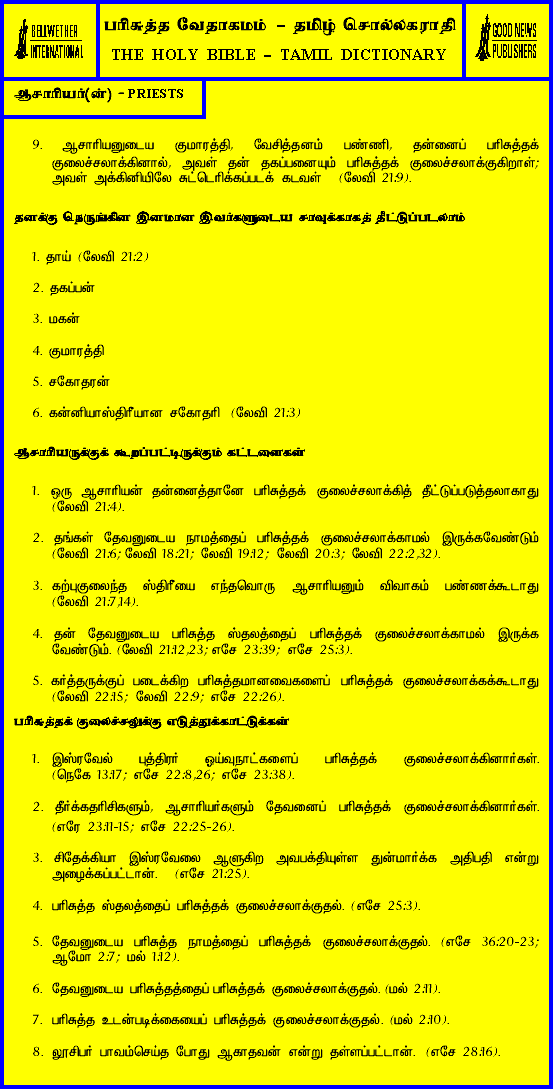 BELLWETHER
INTERNATIONAL
பரிசுத்த வேதாகமம் – தமிழ் சொல்லகராதி
THE HOLY BIBLE – TAMIL DICTIONARY
GOOD NEWS
PUBLISHERS
ஆசாரியர்(ன்) – PRIESTS
9. ஆசாரியனுடைய குமாரத்தி, வேசித்தனம் பண்ணி, தன்னைப் பரிசுத்தக்
குலைச்சலாக்கினால், அவள் தன் தகப்பனையும் பரிசுத்தக் குலைச்சலாக்குகிறாள்;
அவள் அக்கினியிலே சுட்டெரிக்கப்படக் கடவள் (லேவி 21:9).
தனக்கு நெருங்கின இனமான இவர்களுடைய சாவுக்காகத் தீட்டுப்படலாம்
1. தாய் (லேவி 21:2)
2. தகப்பன்
3. மகன்
4. குமாரத்தி
5. சகோதரன்
6. கன்னியாஸ்திரீயான சகோதரி (லேவி 21:3)
ஆசாரியருக்குக் கூறப்பட்டிருக்கும் கட்டளைகள்
1. ஒரு ஆசாரியன் தன்னைத்தானே பரிசுத்தக் குலைச்சலாக்கித் தீட்டுப்படுத்தலாகாது
(லேவி 21:4).
2. தங்கள் தேவனுடைய நாமத்தைப் பரிசுத்தக் குலைச்சலாக்காமல் இருக்கவேண்டும்
(லேவி 21:6; லேவி 18:21; லேவி 19:12; லேவி 20:3; லேவி 22:2,32).
3. கற்புகுலைந்த ஸ்திரீயை எந்தவொரு ஆசாரியனும் விவாகம் பண்ணக்கூடாது
(லேவி 21:7,14).
4. தன் தேவனுடைய பரிசுத்த ஸ்தலத்தைப் பரிசுத்தக் குலைச்சலாக்காமல் இருக்க
வேண்டும். (லேவி 21:12,23; எசே 23:39; எசே 25:3).
5. கர்த்தருக்குப் படைக்கிற பரிசுத்தமானவைகளைப் பரிசுத்தக் குலைச்சலாக்கக்கூடாது
(லேவி 22:15; லேவி 22:9; எசே 22:26).
பரிசுத்தக் குலைச்சலுக்கு எடுத்துக்காட்டுக்கள்
1. இஸ்ரவேல் புத்திரர் ஓய்வுநாட்களைப் பரிசுத்தக் குலைச்சலாக்கினார்கள்.
(நெகே 13:17; எசே 22:8,26; எசே 23:38).
2. தீர்க்கதரிசிகளும், ஆசாரியர்களும் தேவனைப் பரிசுத்தக் குலைச்சலாக்கினார்கள்.
(எரே 23:11-15; எசே 22:25-26).
3. சிதேக்கியா இஸ்ரவேலை ஆளுகிற அவபக்தியுள்ள துன்மார்க்க அதிபதி என்று
அழைக்கப்பட்டான். (எசே 21:25).
4. பரிசுத்த ஸ்தலத்தைப் பரிசுத்தக் குலைச்சலாக்குதல். (எசே 25:3).
5. தேவனுடைய பரிசுத்த நாமத்தைப் பரிசுத்தக் குலைச்சலாக்குதல். (எசே 36:20-23;
ஆமோ 2:7; மல் 1:12).
6. தேவனுடைய பரிசுத்தத்தைப் பரிசுத்தக் குலைச்சலாக்குதல். (மல் 2:11).
7. பரிசுத்த உடன்படிக்கையைப் பரிசுத்தக் குலைச்சலாக்குதல். (மல் 2:10).
8. லூசிபர் பாவம்செய்த போது ஆகாதவன் என்று தள்ளப்பட்டான். (எசே 28:16).